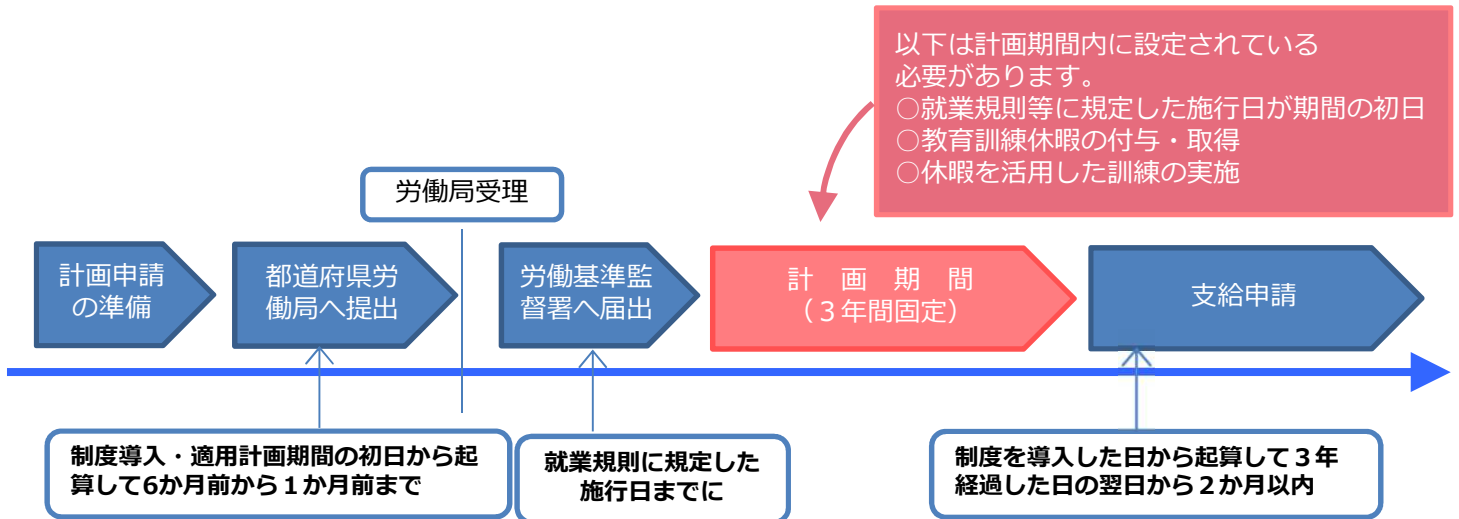 以下は計画期間内に設定されている
必要があります。
○就業規則等に規定した施行日が期間の初日
○教育訓練休暇の付与・取得
○休暇を活用した訓練の実施
労働局受理
計画申請
の準備
都道府県労
働局へ提出
労働基準監
督署へ届出
計 画 期 間
（３年間固定）
支給申請
制度導入・適用計画期間の初日から起
算して6か月前から１か月前まで
就業規則に規定した
施行日までに
制度を導入した日から起算して３年
経過した日の翌日から２か月以内